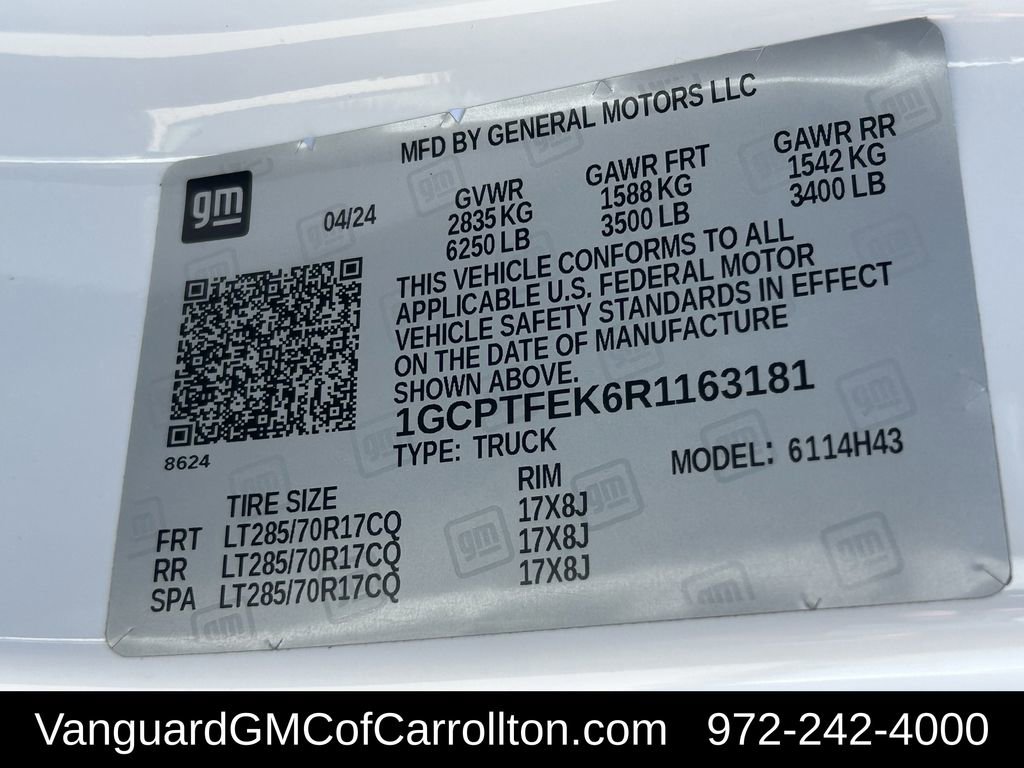 MFD BY GENERAL MOTORS LLC
gm
04/24
GVWR
2835 KG
6250 LB
GAWR FRT
1588 KG
3500 LB
GAWR RR
1542 KG
3400 LB
THIS VEHICLE CONFORMS TO ALL
APPLICABLE U.S. FEDERAL MOTOR
VEHICLE SAFETY STANDARDS IN EFFECT
ON THE DATE OF MANUFACTURE
SHOWN ABOVE.
1GCPTFEK6R1163181
8624
TYPE: TRUCK
MODEL: 6114H43
TIRE SIZE RIM
FRT LT285/70R17CQ 17X8J
RR LT285/70R17CQ 17X8J
SPA LT285/70R17CQ 17X8J
VanguardGMCofCarrollton.com 972-242-4000